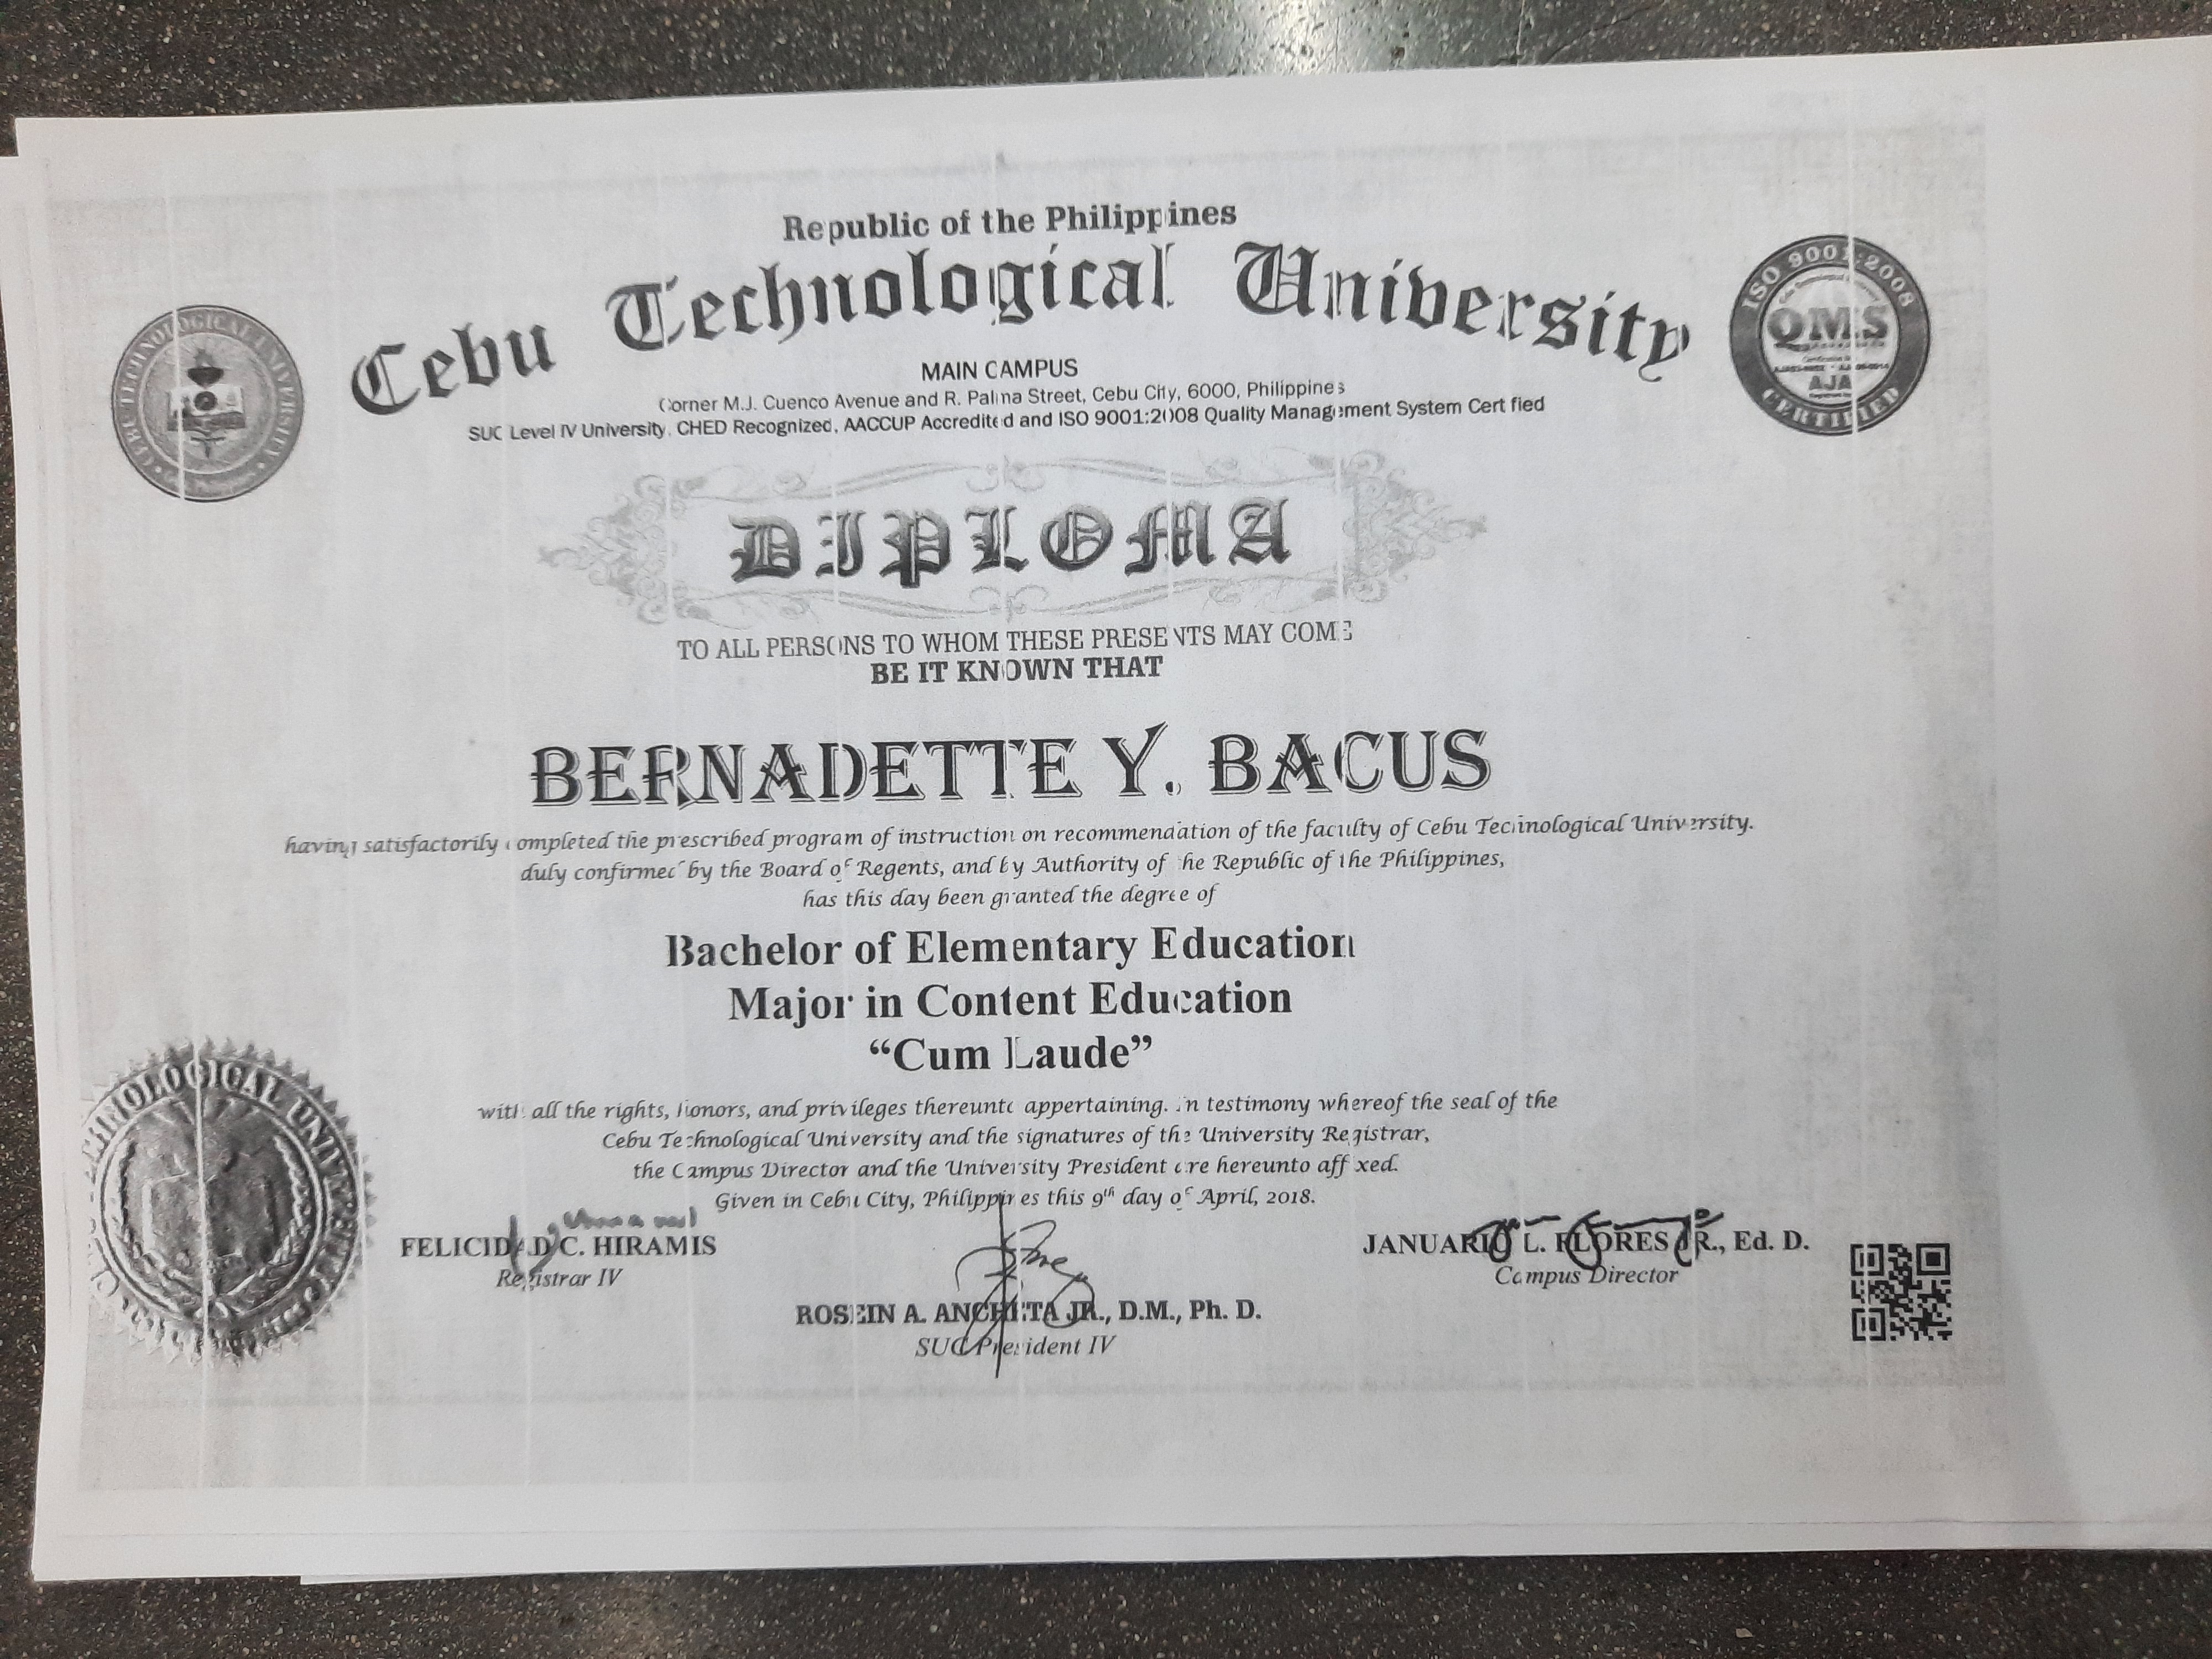 Republic of the Philippines
Cebu Technological University
MAIN CAMPUS
Corner M.J. Cuenco Avenue and R. Palma Street, Cebu City, 6000, Philippines
SUC Level IV University, CHED Recognized, AACCUP Accredited and ISO 9001:2008 Quality Management System Certified
CEBU TECHNOLOGICAL UNIVERSITY
ISO 9001:2008
QMS
AJA
CERTIFIED
DIPLOMA
TO ALL PERSONS TO WHOM THESE PRESENTS MAY COME
BE IT KNOWN THAT
BERNADETTE Y. BACUS
having satisfactorily completed the prescribed program of instruction on recommendation of the faculty of Cebu Technological University.
duly confirmed by the Board of Regents, and by Authority of the Republic of the Philippines,
has this day been granted the degree of
Bachelor of Elementary Education
Major in Content Education
“Cum Laude”
with all the rights, honors, and privileges thereunto appertaining. In testimony whereof the seal of the
Cebu Technological University and the signatures of the University Registrar,
the Campus Director and the University President are hereunto affixed.
Given in Cebu City, Philippines this 9th day of April, 2018.
FELICIDAD C. HIRAMIS
Registrar IV
ROSEIN A. ANCHETA JR., D.M., Ph. D.
SUC President IV
JANUARIO L. FLORES JR., Ed. D.
Campus Director